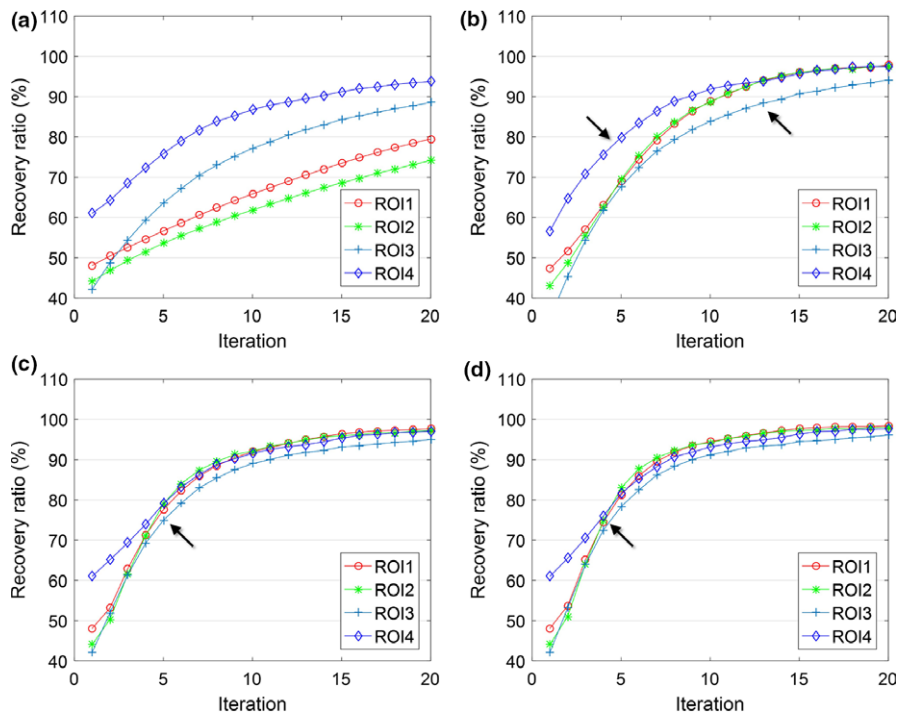 (a)
110
100
90
80
70
60
50
40
Recovery ratio (%)
0 5 10 15 20
Iteration
ROI1
ROI2
ROI3
ROI4
(b)
110
100
90
80
70
60
50
40
Recovery ratio (%)
0 5 10 15 20
Iteration
ROI1
ROI2
ROI3
ROI4
(c)
110
100
90
80
70
60
50
40
Recovery ratio (%)
0 5 10 15 20
Iteration
ROI1
ROI2
ROI3
ROI4
(d)
110
100
90
80
70
60
50
40
Recovery ratio (%)
0 5 10 15 20
Iteration
ROI1
ROI2
ROI3
ROI4